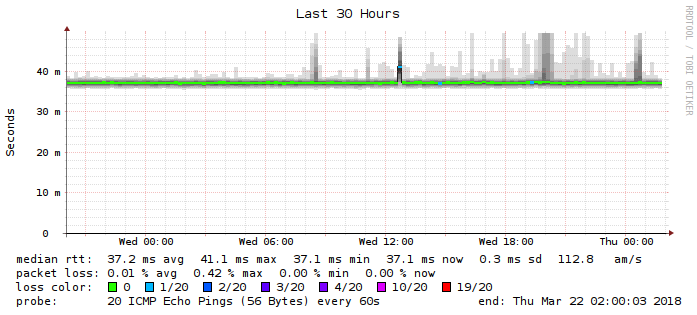 Last 30 Hours
RRDTOOL / TOBI OETIKER
Seconds
40 m
30 m
20 m
10 m
0
Wed 00:00 Wed 06:00 Wed 12:00 Wed 18:00 Thu 00:00
median rtt: 37.2 ms avg 41.1 ms max 37.1 ms min 37.1 ms now 0.3 ms sd 112.8 am/s
packet loss: 0.01 % avg 0.42 % max 0.00 % min 0.00 % now
loss color: 0 1/20 2/20 3/20 4/20 10/20 19/20
probe: 20 ICMP Echo Pings (56 Bytes) every 60s end: Thu Mar 22 02:00:03 2018